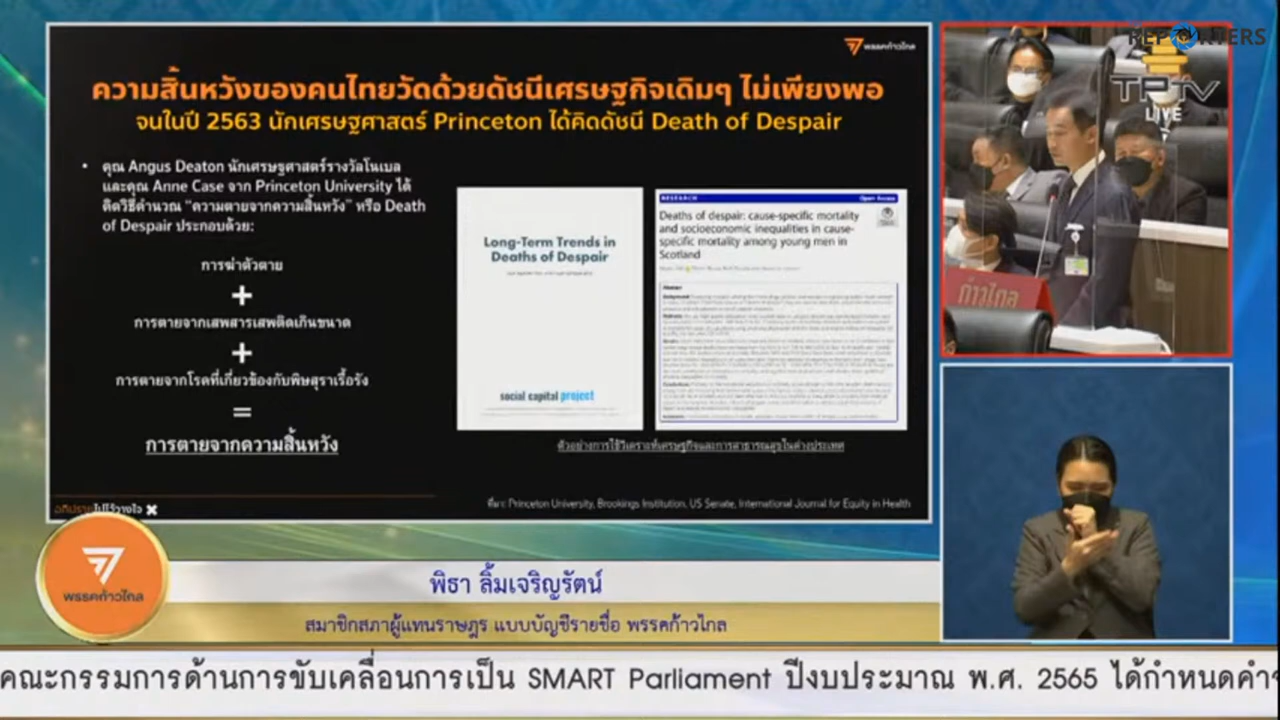 พรรคก้าวไกล
ความสิ้นหวังของคนไทยวัดด้วยดัชนีเศรษฐกิจเดิมๆ ไม่เพียงพอ
จนในปี 2563 นักเศรษฐศาสตร์ Princeton ได้คิดดัชนี Death of Despair
• คุณ Angus Deaton นักเศรษฐศาสตร์รางวัลโนเบล
และคุณ Anne Case จาก Princeton University ได้
คิดวิธีคำนวณ “ความตายจากความสิ้นหวัง” หรือ Death
of Despair ประกอบด้วย:
การฆ่าตัวตาย
+
การตายจากเสพสารเสพติดเกินขนาด
+
การตายจากโรคที่เกี่ยวข้องกับพิษสุราเรื้อรัง
=
การตายจากความสิ้นหวัง
Long-Term Trends in
Deaths of Despair
social capital project
RESEARCH Open Access
Deaths of despair: cause-specific mortality
and socioeconomic inequalities in cause-
specific mortality among young men in
Scotland
Abstract
ตัวอย่างการใช้วิเคราะห์เศรษฐกิจและการสาธารณสุขในต่างประเทศ
ที่มา: Princeton University, Brookings Institution, US Senate, International Journal for Equity in Health
อภิปรายไม่ไว้วางใจ
REPORTERS
TPtv
LIVE
ก้าวไกล
พรรคก้าวไกล
พิธา ลิ้มเจริญรัตน์
สมาชิกสภาผู้แทนราษฎร แบบบัญชีรายชื่อ พรรคก้าวไกล
คณะกรรมการด้านการขับเคลื่อนการเป็น SMART Parliament ปีงบประมาณ พ.ศ. 2565 ได้กำหนดคำ